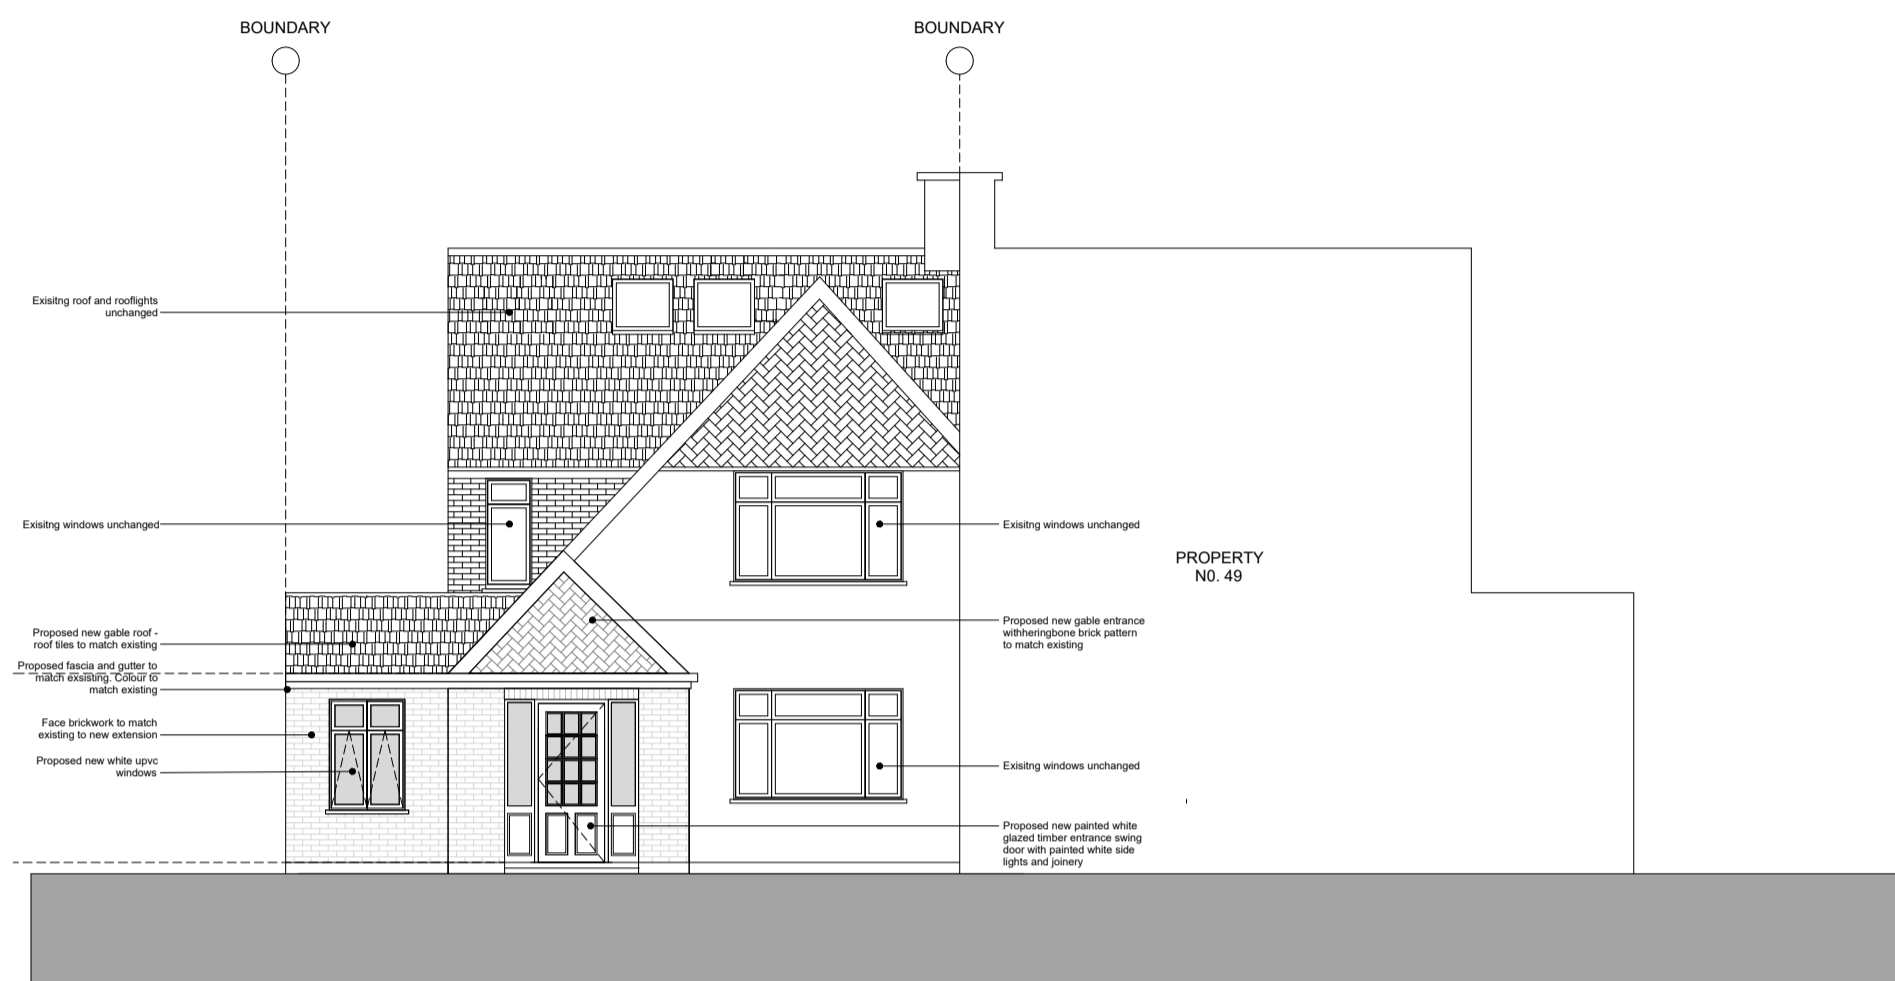 BOUNDARY
BOUNDARY
Exisitng roof and rooflights
unchanged
Exisitng windows unchanged
Exisitng windows unchanged
PROPERTY
N0. 49
Proposed new gable roof -
roof tiles to match existing
Proposed new gable entrance
withheringbone brick pattern
to match existing
Proposed fascia and gutter to
match exsisting. Colour to
match existing
Face brickwork to match
existing to new extension
Proposed new white upvc
windows
Exisitng windows unchanged
Proposed new painted white
glazed timber entrance swing
door with painted white side
lights and joinery